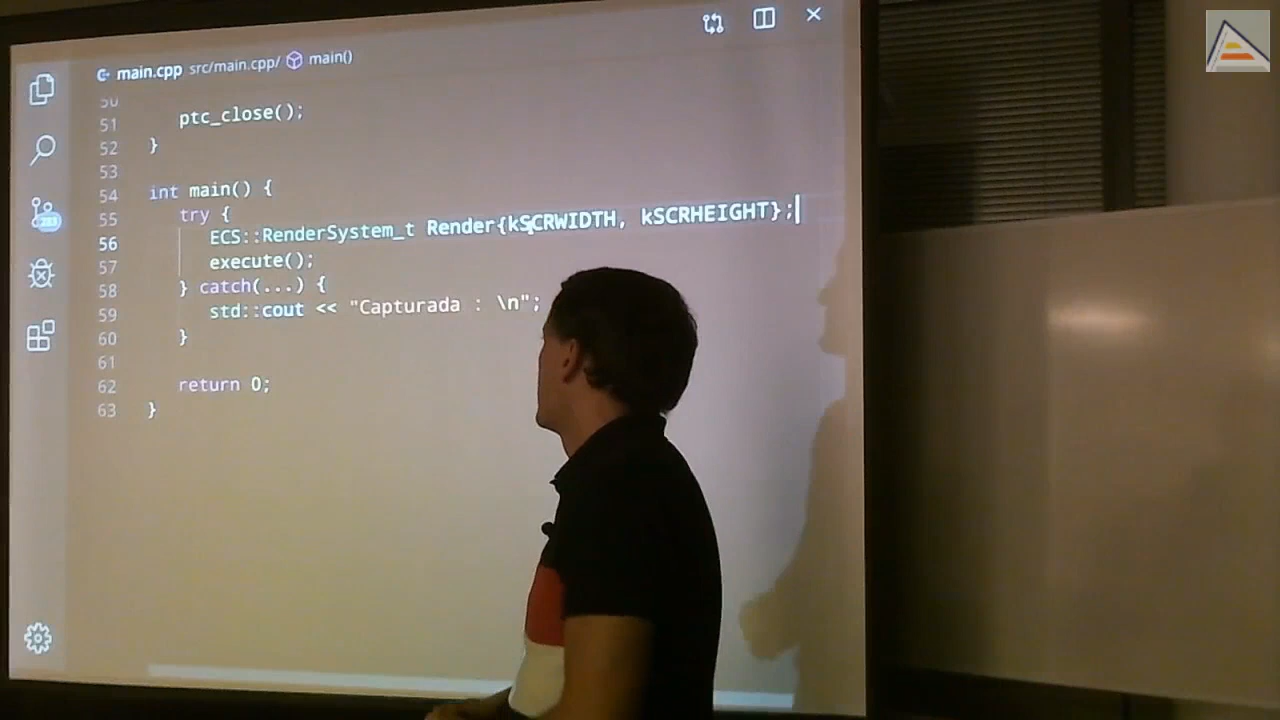 main.cpp src/main.cpp/ main()
50
51 ptc_close();
52 }
53
54 int main() {
55 try {
56 ECS::RenderSystem_t Render{kSCRWIDTH, kSCRHEIGHT};
57 execute();
58 } catch(...) {
59 std::cout << "Capturada : \n";
60 }
61
62 return 0;
63 }